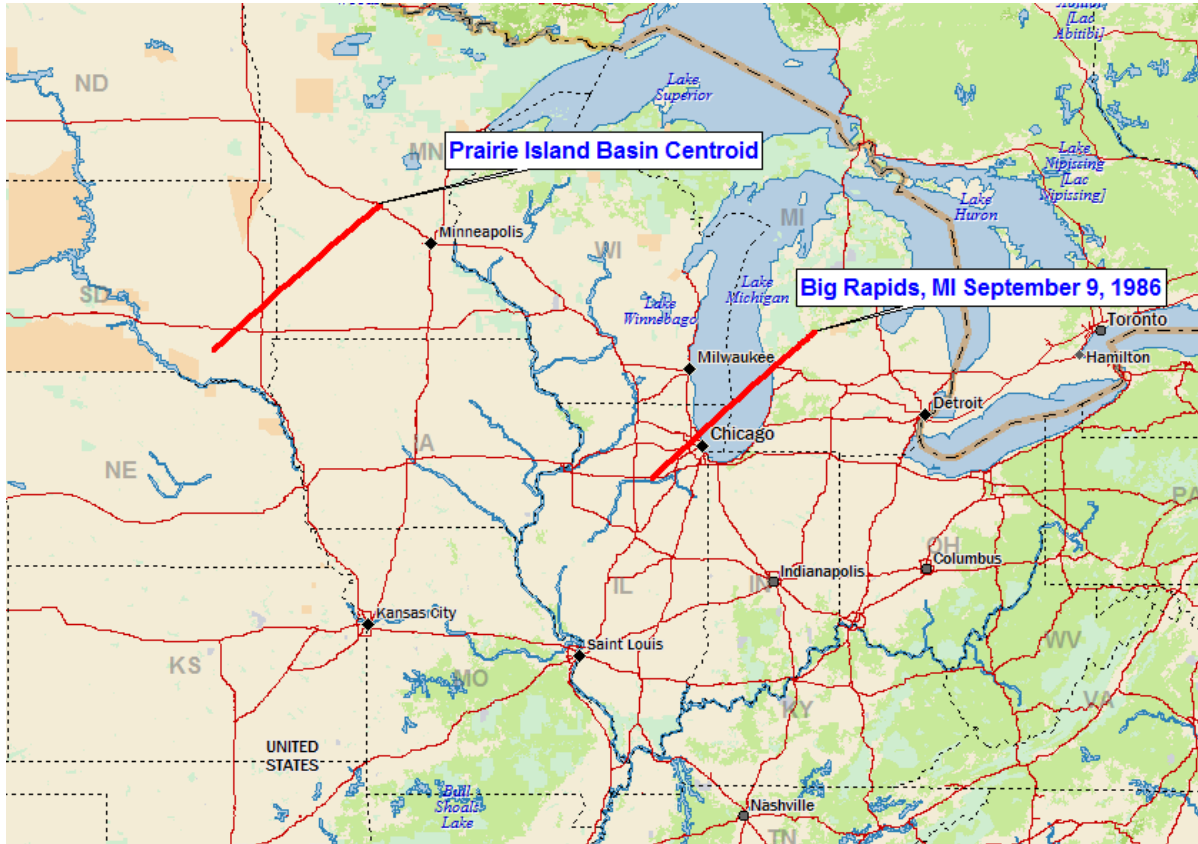 [Lac
Abitibi]
ND
Lake
Superior
MN
Prairie Island Basin Centroid
Lake
Nipissing
[Lac
Nipissing]
Lake
Huron
MI
Minneapolis
WI
Big Rapids, MI September 9, 1986
Lake
Michigan
SD
Lake
Winnebago
Toronto
Milwaukee
Hamilton
Detroit
Chicago
IA
NE
PA
OH
Columbus
Indianapolis
IN
IL
Kansas City
WV
Saint Louis
KS
MO
VA
KY
UNITED
STATES
Bull
Shoals
Lake
Nashville
TN